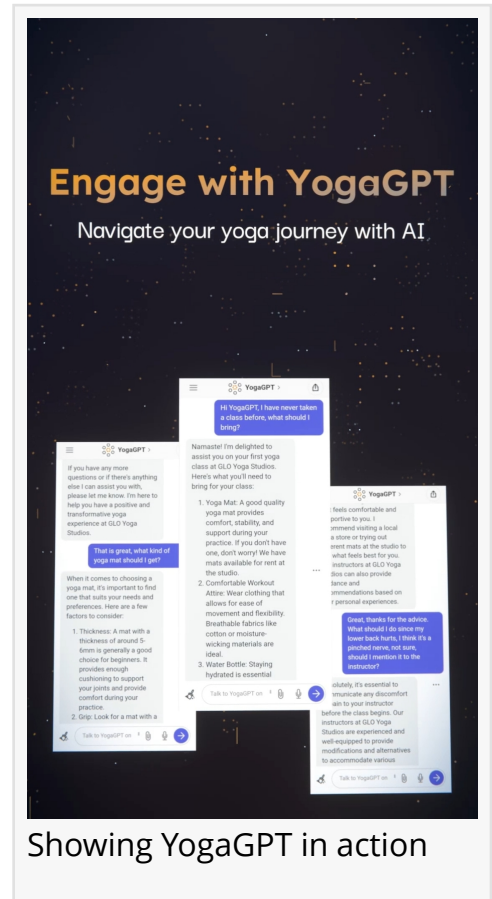 Engage with YogaGPT
Navigate your yoga journey with AI
YogaGPT
Hi YogaGPT, I have never taken
a class before, what should I
bring?
Namaste! I'm delighted to
assist you on your first yoga
class at GLO Yoga Studios.
Here's what you'll need to
bring for your class:
1. Yoga Mat: A good quality
yoga mat provides
comfort, stability, and
support during your
practice. If you don't have
one, don't worry! We have
mats available for rent at
the studio.
2. Comfortable Workout
Attire: Wear clothing that
allows for ease of
movement and flexibility.
Breathable fabrics like
cotton or moisture-
wicking materials are
ideal.
3. Water Bottle: Staying
hydrated is essential
Talk to YogaGPT on
YogaGPT
If you have any more
questions or if there's anything
else I can assist you with,
please let me know. I'm here to
help you have a positive and
transformative yoga
experience at GLO Yoga
Studios.
That is great, what kind of
yoga mat should I get?
When it comes to choosing a
yoga mat, it's important to find
one that suits your needs and
preferences. Here are a few
factors to consider:
1. Thickness: A mat with a
thickness of around 5-
6mm is generally a good
choice for beginners. It
provides enough
cushioning to support
your joints and provide
comfort during your
practice.
2. Grip: Look for a mat with a
Talk to YogaGPT on
YogaGPT
feels comfortable and
portive to you. I
mmend visiting a local
a store or trying out
erent mats at the studio to
what feels best for you.
instructors at GLO Yoga
dios can also provide
dance and
ommendations based on
r personal experiences.
Great, thanks for the advice.
What should I do since my
lower back hurts, I think it's a
pinched nerve, not sure,
should I mention it to the
instructor?
olutely, it's essential to
mmunicate any discomfort
ain to your instructor
before the class begins. Our
instructors at GLO Yoga
Studios are experienced and
well-equipped to provide
modifications and alternatives
to accommodate various
Talk to YogaGPT on
Showing YogaGPT in action